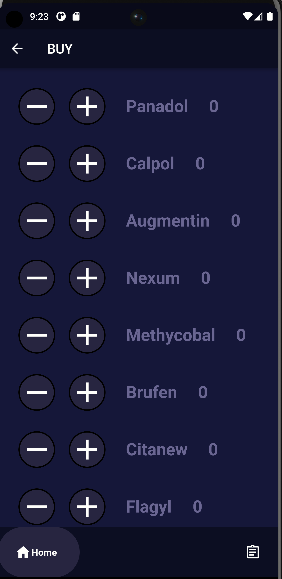 9:23
BUY
Panadol 0
Calpol 0
Augmentin 0
Nexum 0
Methycobal 0
Brufen 0
Citanew 0
Flagyl 0
Home